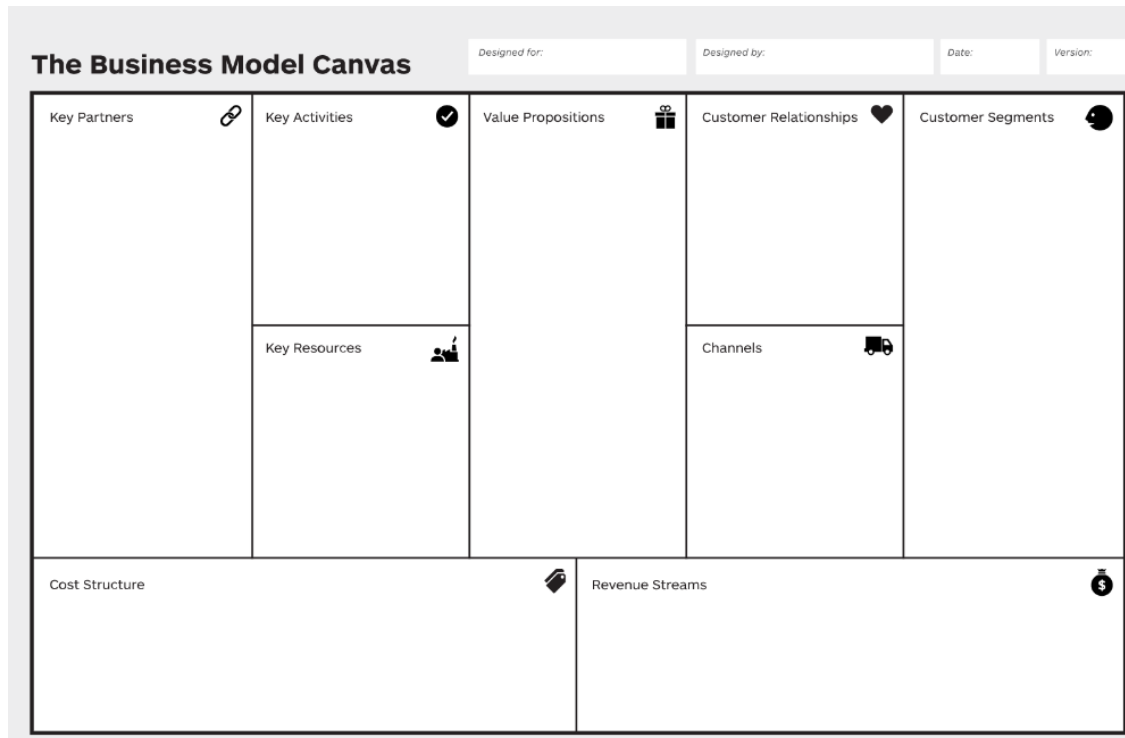 The Business Model Canvas
Designed for:
Designed by:
Date:
Version:
Key Partners
Key Activities
Value Propositions
Customer Relationships
Customer Segments
Key Resources
Channels
Cost Structure
Revenue Streams
$